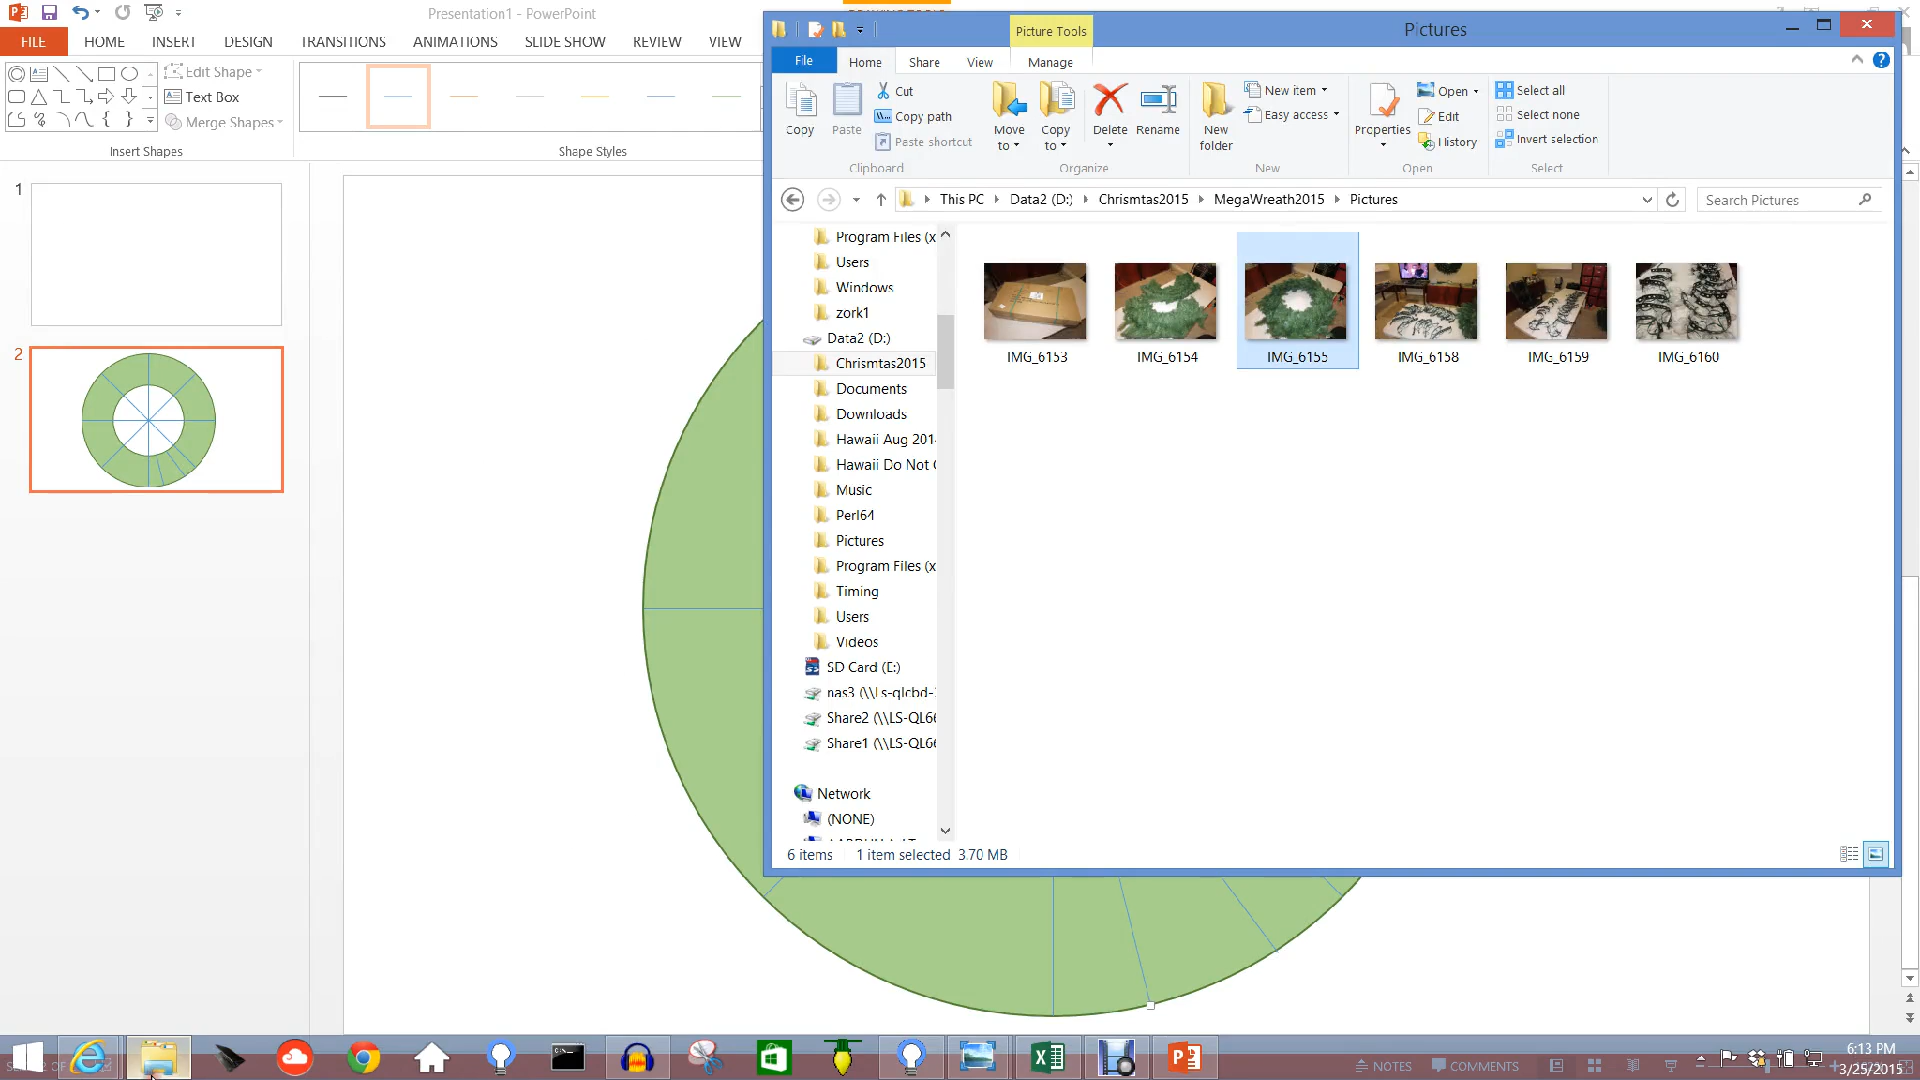 Presentation1 - PowerPoint
FILE HOME INSERT DESIGN TRANSITIONS ANIMATIONS SLIDE SHOW REVIEW VIEW
Edit Shape
Text Box
Merge Shapes
Insert Shapes
Shape Styles
1
2
Picture Tools
Pictures
File Home Share View Manage
Copy
Paste
Cut
Copy path
Paste shortcut
Clipboard
Move to
Copy to
Delete
Rename
Organize
New folder
New item
Easy access
New
Properties
Open
Edit
History
Open
Select all
Select none
Invert selection
Select
This PC Data2 (D:) Chrismtas2015 MegaWreath2015 Pictures
Search Pictures
Program Files (x
Users
Windows
zork1
Data2 (D:)
Chrismtas2015
Documents
Downloads
Hawaii Aug 201
Hawaii Do Not
Music
Perl64
Pictures
Program Files (x
Timing
Users
Videos
SD Card (E:)
nas3 (\\Ls-qlcbd-
Share2 (\\LS-QL66
Share1 (\\LS-QL66
Network
(NONE)
IMG_6153
IMG_6154
IMG_6155
IMG_6158
IMG_6159
IMG_6160
6 items 1 item selected 3.70 MB
NOTES COMMENTS
6:13 PM
3/25/2015